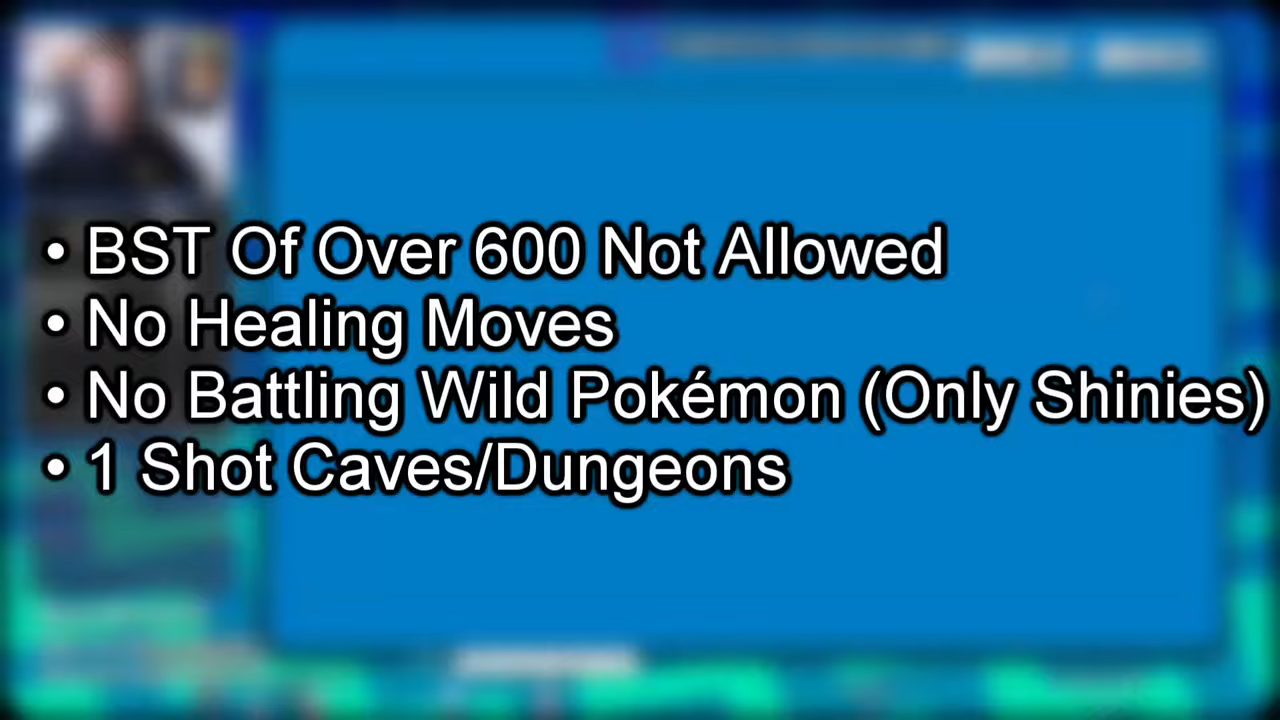 • BST Of Over 600 Not Allowed
• No Healing Moves
• No Battling Wild Pokémon (Only Shinies)
• 1 Shot Caves/Dungeons